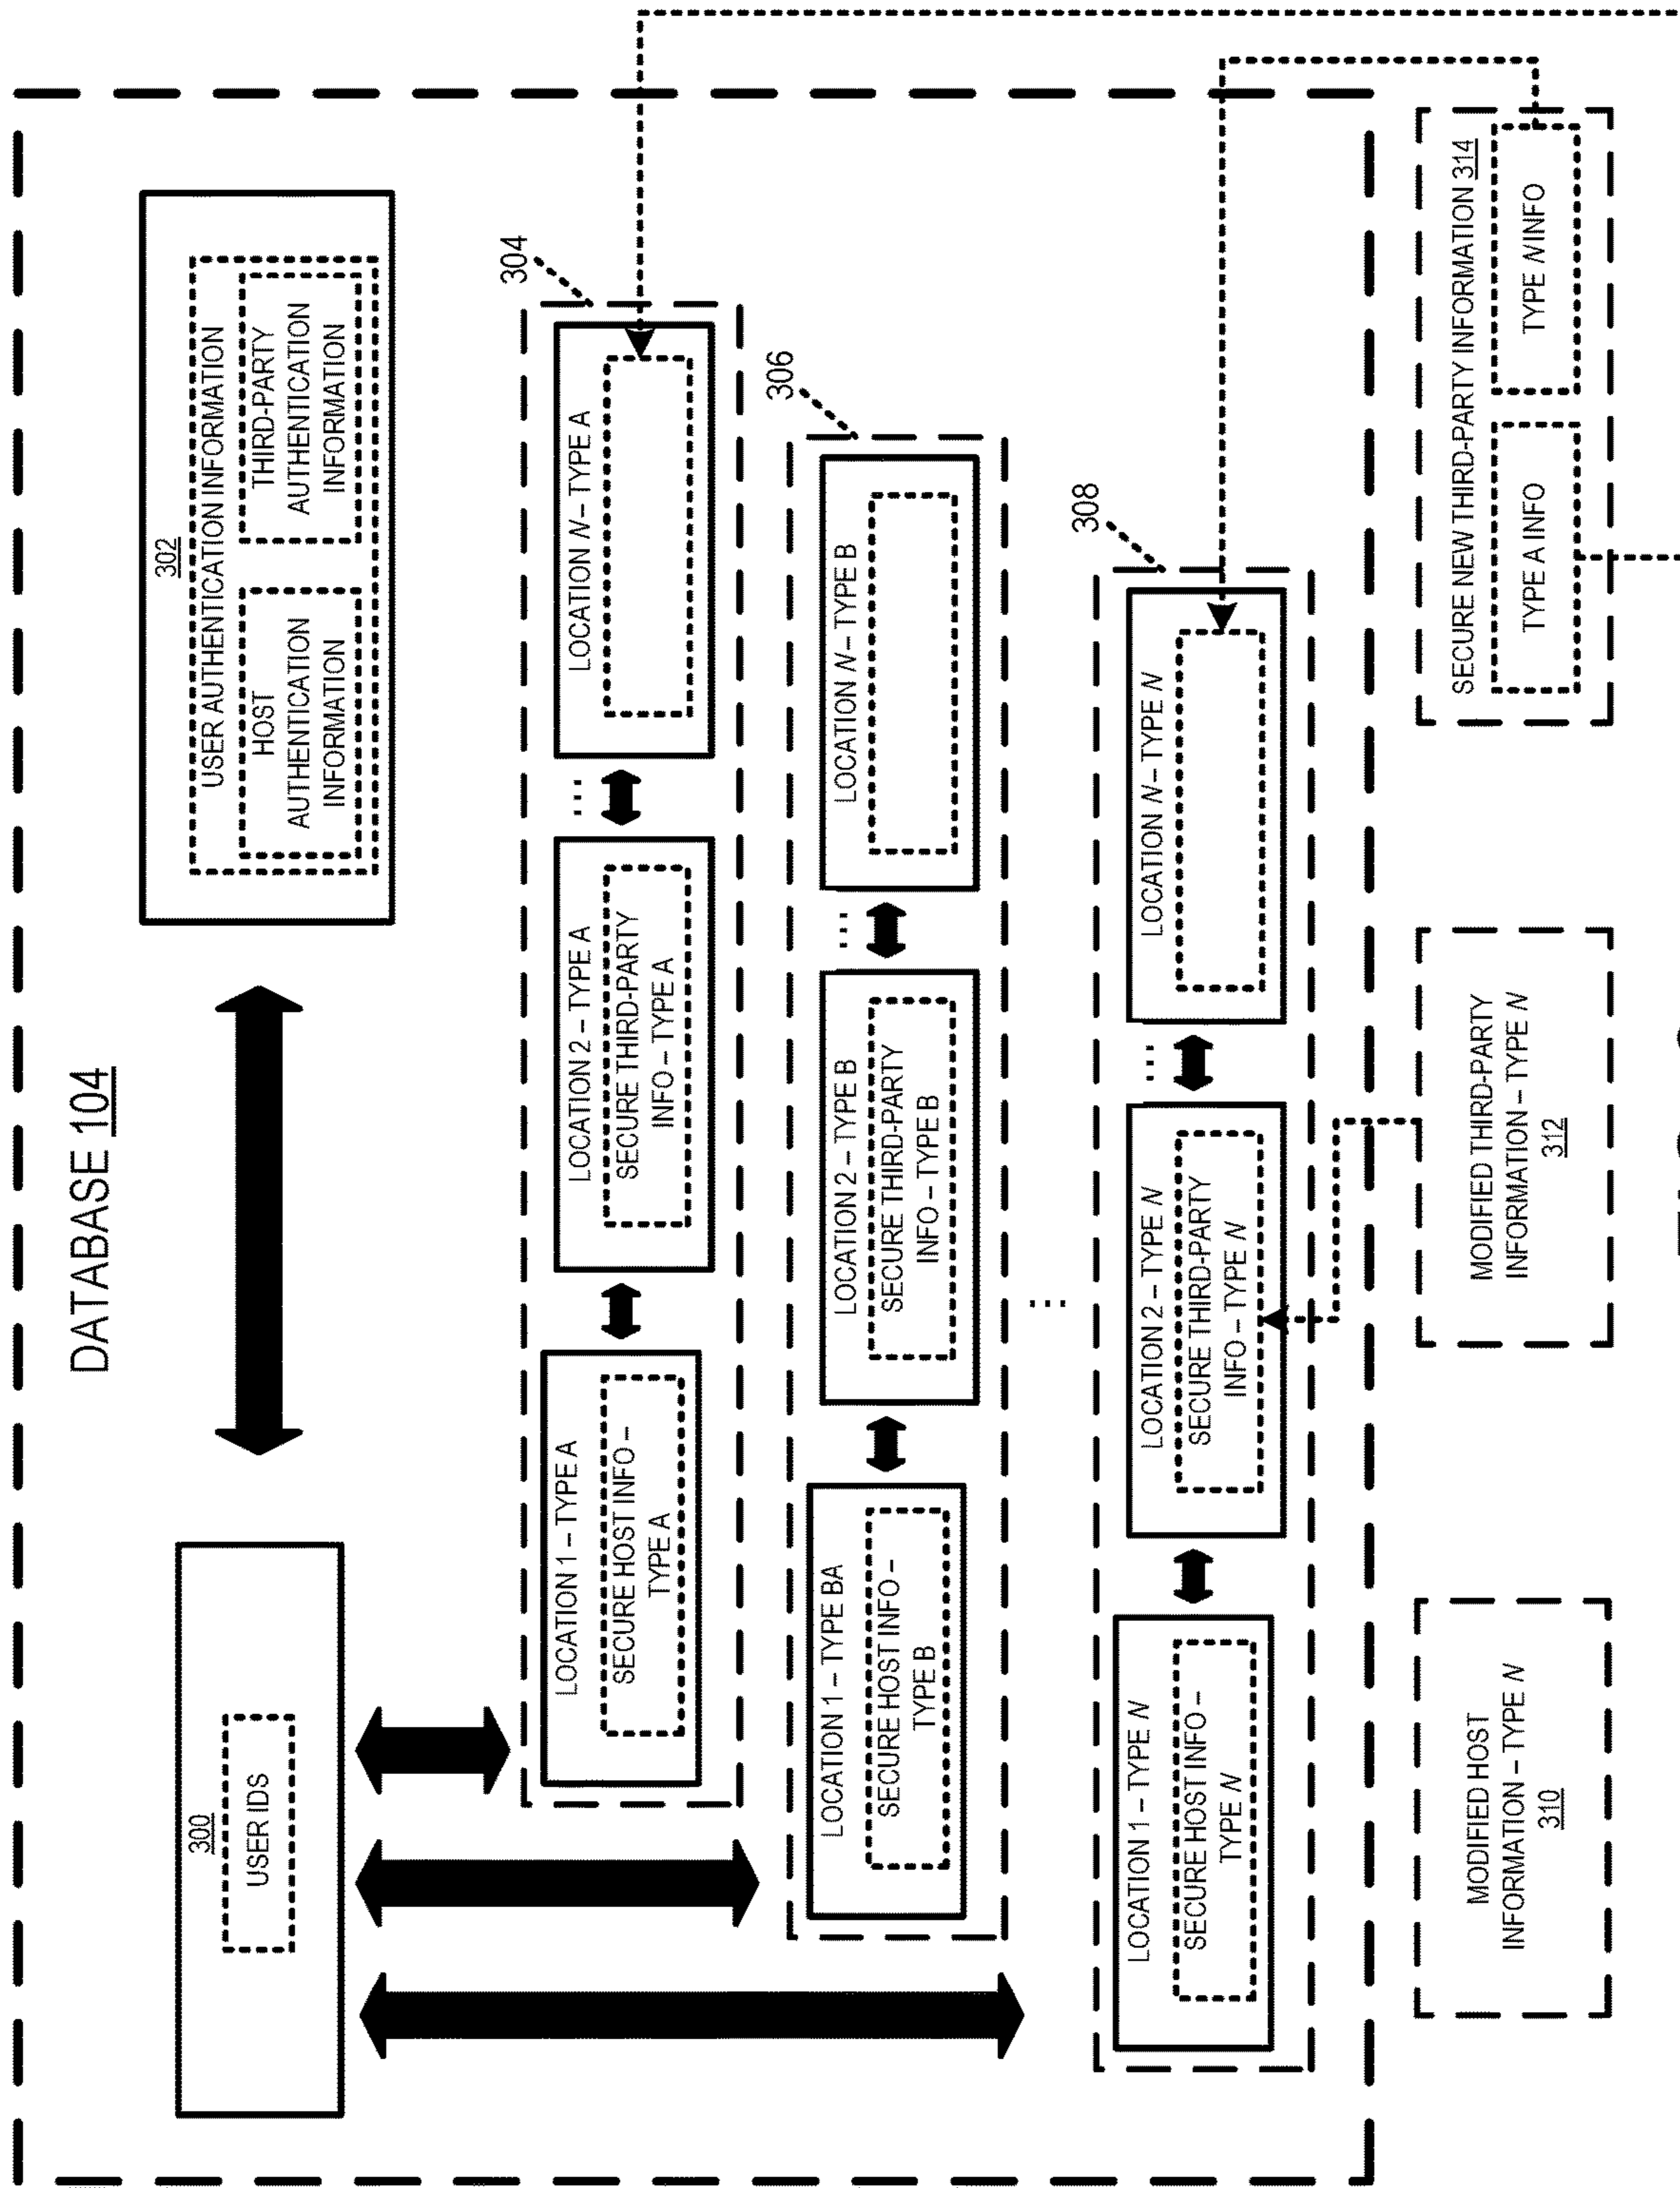 DATABASE 104
300
USER IDS
302
USER AUTHENTICATION INFORMATION
HOST
AUTHENTICATION
INFORMATION
THIRD-PARTY
AUTHENTICATION
INFORMATION
304
LOCATION 1 – TYPE A
SECURE HOST INFO –
TYPE A
LOCATION 2 – TYPE A
SECURE THIRD-PARTY
INFO – TYPE A
...
LOCATION N – TYPE A
306
LOCATION 1 – TYPE BA
SECURE HOST INFO –
TYPE B
LOCATION 2 – TYPE B
SECURE THIRD-PARTY
INFO – TYPE B
...
LOCATION N – TYPE B
...
308
LOCATION 1 – TYPE N
SECURE HOST INFO –
TYPE N
LOCATION 2 – TYPE N
SECURE THIRD-PARTY
INFO – TYPE N
...
LOCATION N – TYPE N
MODIFIED HOST
INFORMATION – TYPE N
310
MODIFIED THIRD-PARTY
INFORMATION – TYPE N
312
SECURE NEW THIRD-PARTY INFORMATION 314
TYPE A INFO
TYPE N INFO